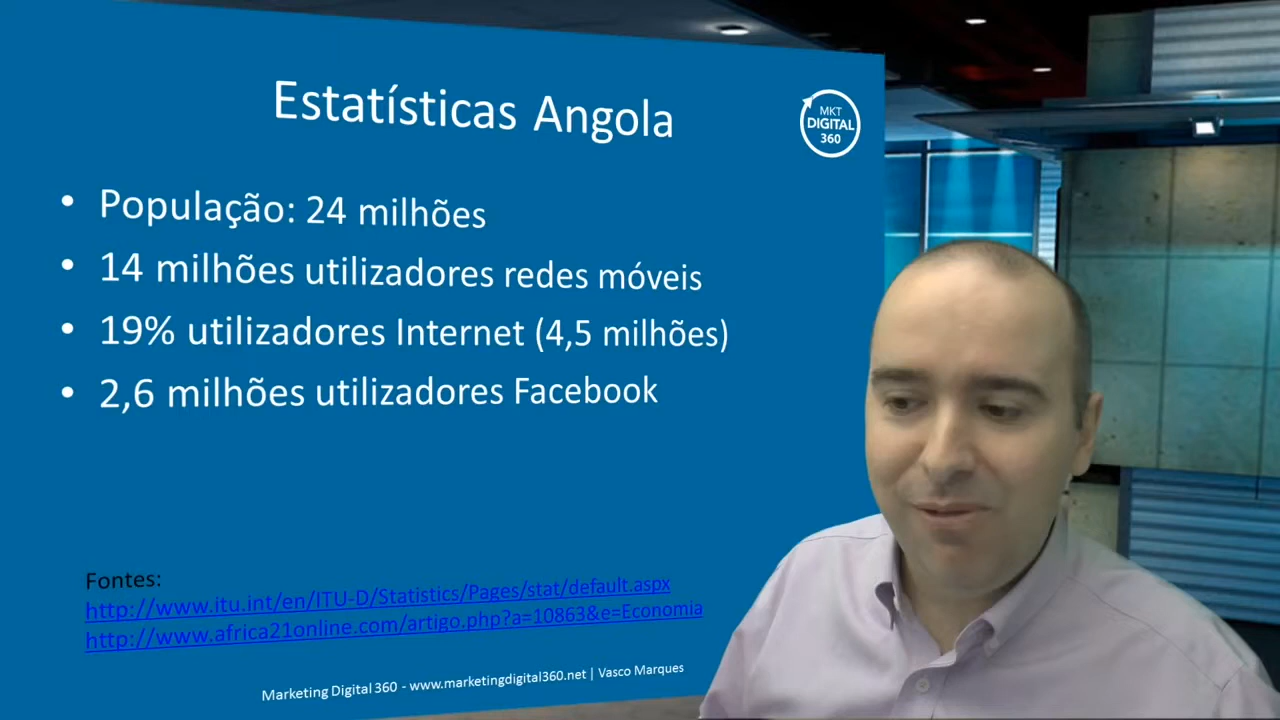 Estatísticas Angola
MKT
DIGITAL
360
• População: 24 milhões
• 14 milhões utilizadores redes móveis
• 19% utilizadores Internet (4,5 milhões)
• 2,6 milhões utilizadores Facebook
Fontes:
http://www.itu.int/en/ITU-D/Statistics/Pages/stat/default.aspx
http://www.africa21online.com/artigo.php?a=10863&e=Economia
Marketing Digital 360 - www.marketingdigital360.net | Vasco Marques